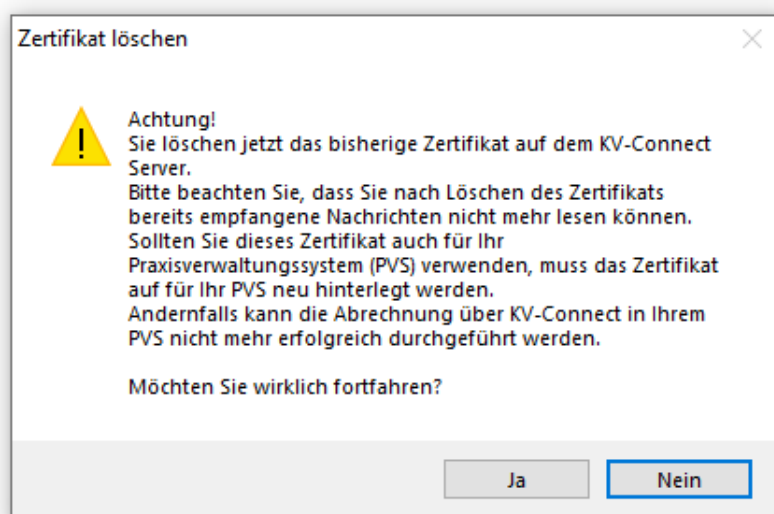 Zertifikat löschen
Achtung!
Sie löschen jetzt das bisherige Zertifikat auf dem KV-Connect
Server.
Bitte beachten Sie, dass Sie nach Löschen des Zertifikats
bereits empfangene Nachrichten nicht mehr lesen können.
Sollten Sie dieses Zertifikat auch für Ihr
Praxisverwaltungssystem (PVS) verwenden, muss das Zertifikat
auf für Ihr PVS neu hinterlegt werden.
Andernfalls kann die Abrechnung über KV-Connect in Ihrem
PVS nicht mehr erfolgreich durchgeführt werden.
Möchten Sie wirklich fortfahren?
Ja Nein